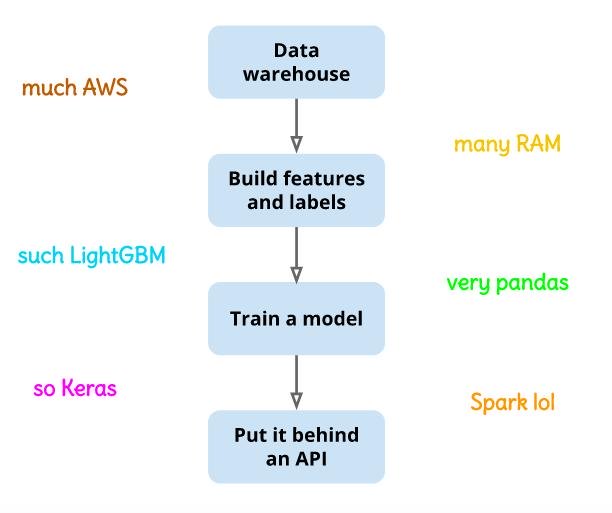 Data
warehouse
much AWS
many RAM
Build features
and labels
such LightGBM
very pandas
Train a model
so Keras
Spark lol
Put it behind
an API